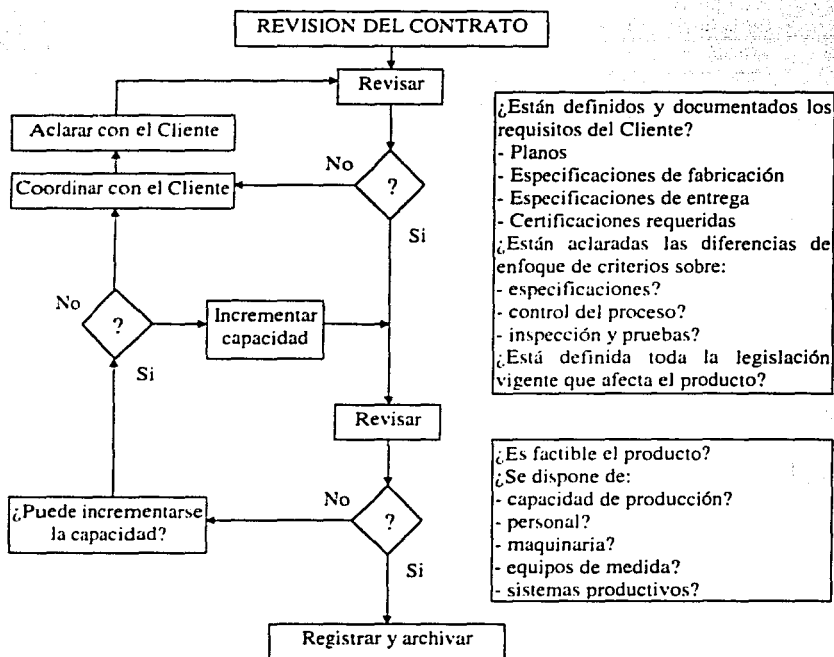 REVISION DEL CONTRATO
Revisar
Aclarar con el Cliente
Coordinar con el Cliente
No
?
Si
No
?
Si
Incrementar
capacidad
Revisar
¿Puede incrementarse
la capacidad?
No
?
Si
Registrar y archivar
¿Están definidos y documentados los
requisitos del Cliente?
- Planos
- Especificaciones de fabricación
- Especificaciones de entrega
- Certificaciones requeridas
¿Están aclaradas las diferencias de
enfoque de criterios sobre:
- especificaciones?
- control del proceso?
- inspección y pruebas?
¿Está definida toda la legislación
vigente que afecta el producto?
¿Es factible el producto?
¿Se dispone de:
- capacidad de producción?
- personal?
- maquinaria?
- equipos de medida?
- sistemas productivos?